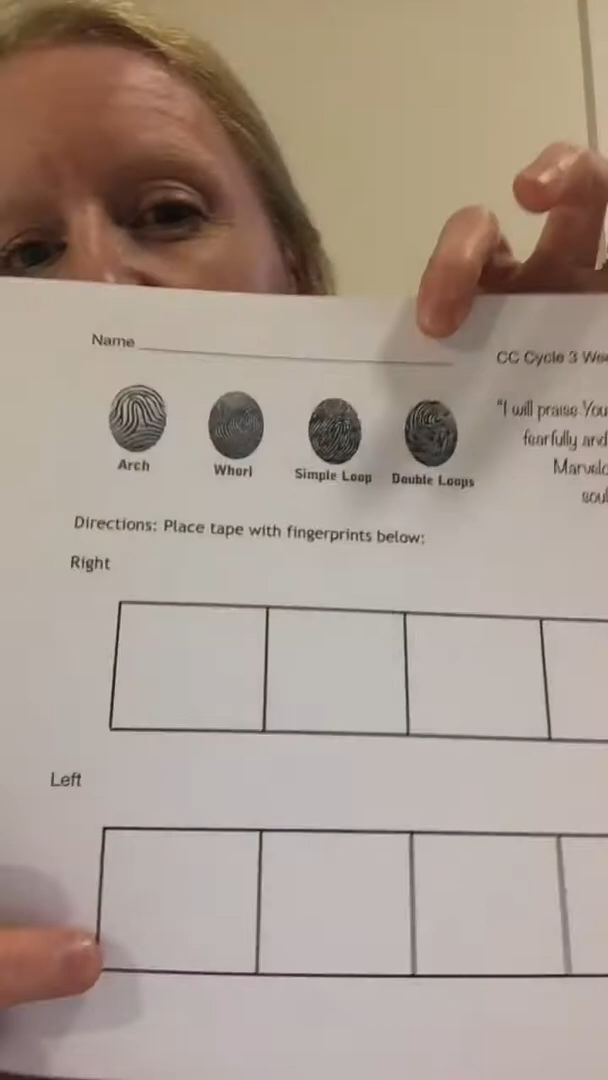 Name
CC Cycle 3
"I will praise You
fearfully and
Arch Whorl Simple Loop Double Loops
Directions: Place tape with fingerprints below:
Right
Left